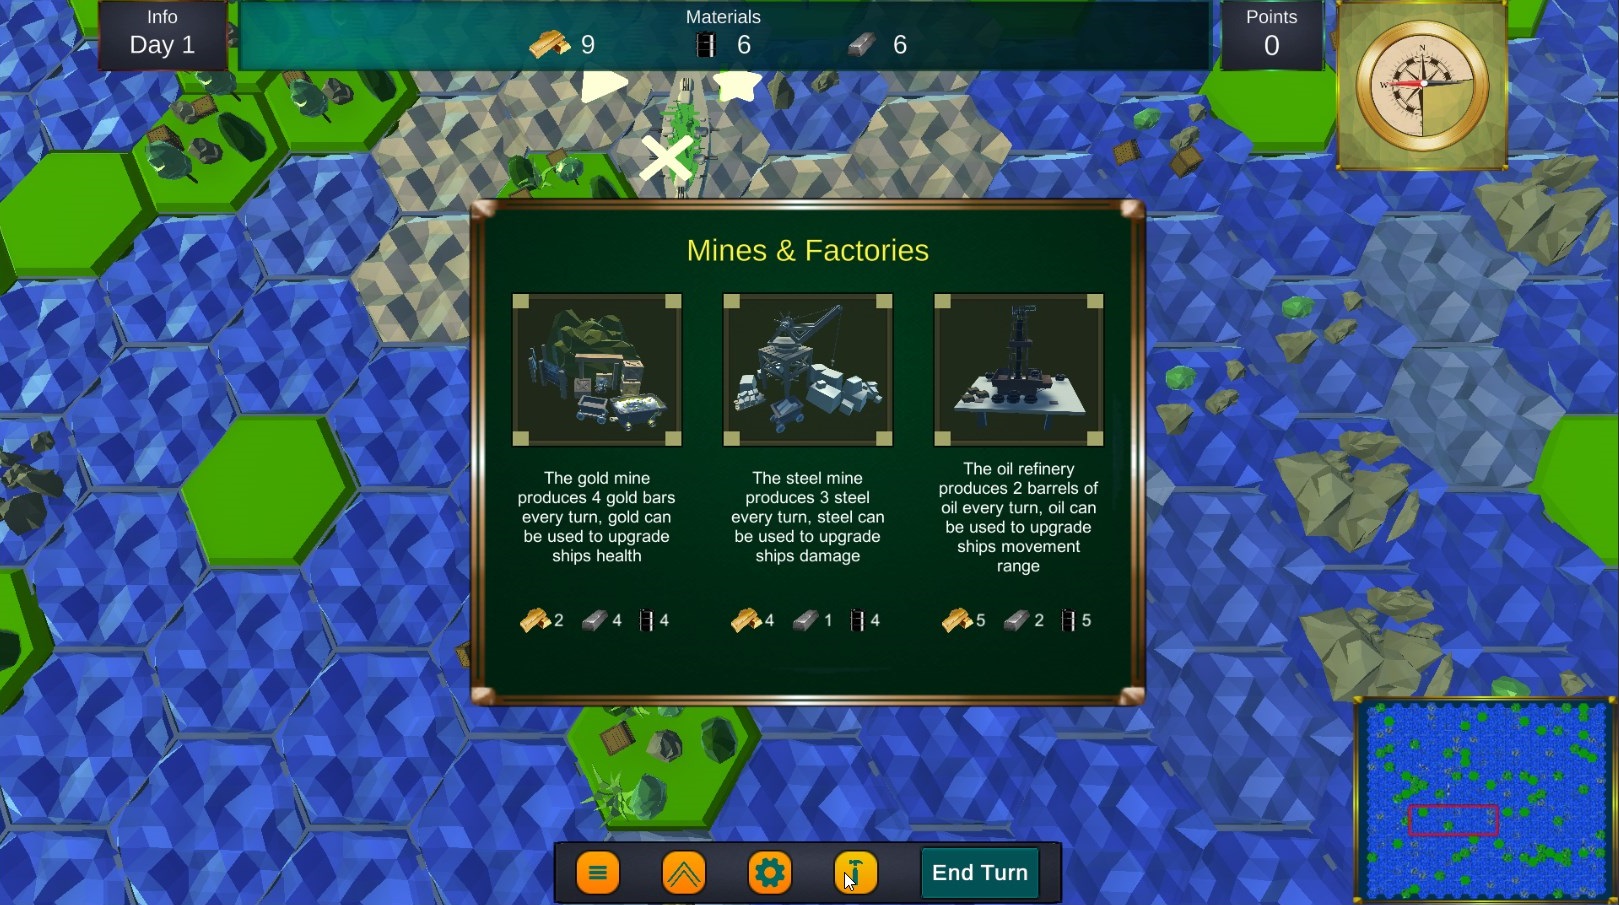 Info
Day 1
Materials
9
6
6
Points
0
N
W
Mines & Factories
The gold mine
produces 4 gold bars
every turn, gold can
be used to upgrade
ships health
2 4 4
The steel mine
produces 3 steel
every turn, steel can
be used to upgrade
ships damage
4 1 4
The oil refinery
produces 2 barrels of
oil every turn, oil can
be used to upgrade
ships movement
range
5 2 5
End Turn